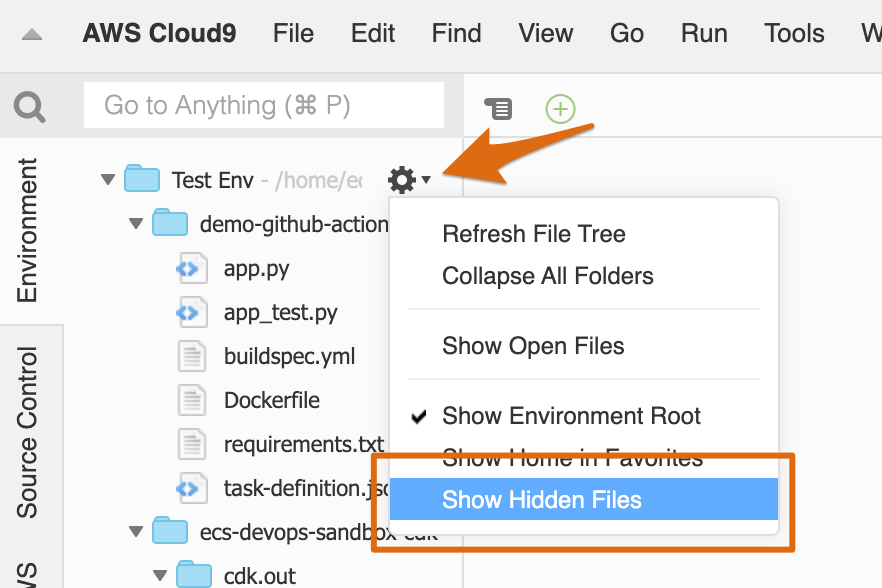 AWS Cloud9 File Edit Find View Go Run Tools
Go to Anything (⌘ P)
Environment
Source Control
Test Env - /home/ec
demo-github-action
app.py
app_test.py
buildspec.yml
Dockerfile
requirements.txt
task-definition.jso
ecs-devops-sandbox-cdk
cdk.out
Refresh File Tree
Collapse All Folders
Show Open Files
Show Environment Root
Show Home in Favorites
Show Hidden Files